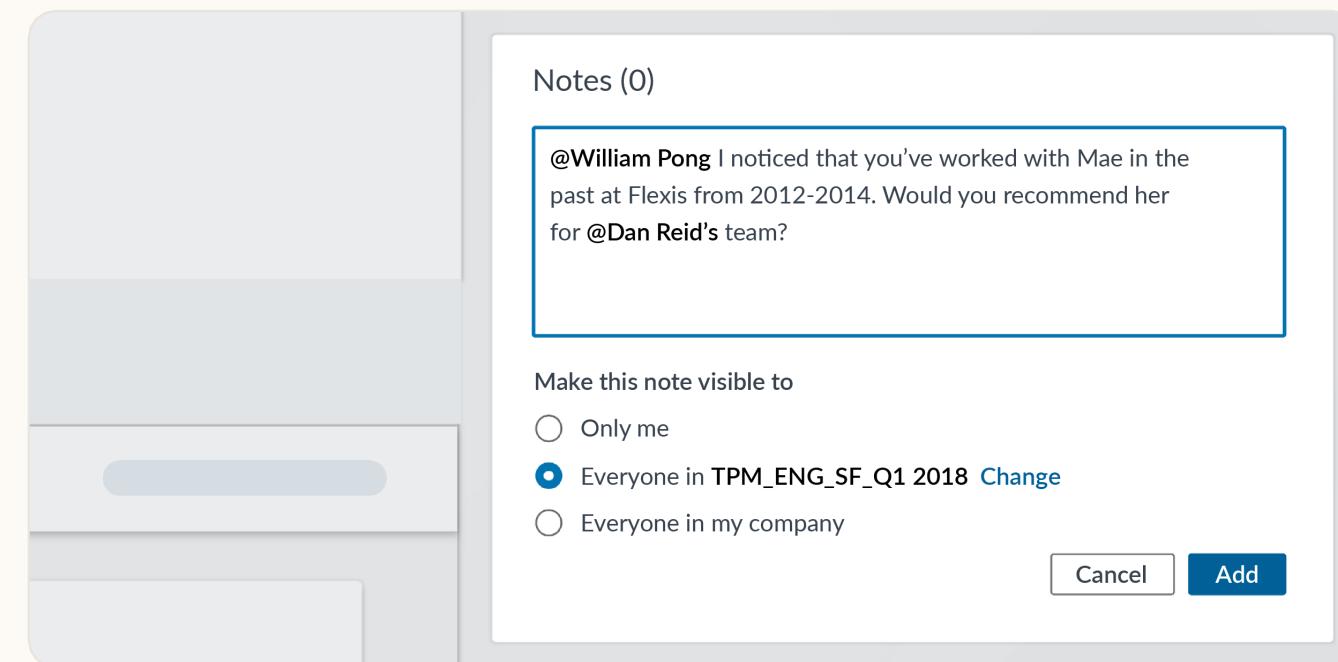 Notes (0)
@William Pong I noticed that you’ve worked with Mae in the
past at Flexis from 2012-2014. Would you recommend her
for @Dan Reid’s team?
Make this note visible to
Only me
Everyone in TPM_ENG_SF_Q1 2018 Change
Everyone in my company
Cancel Add